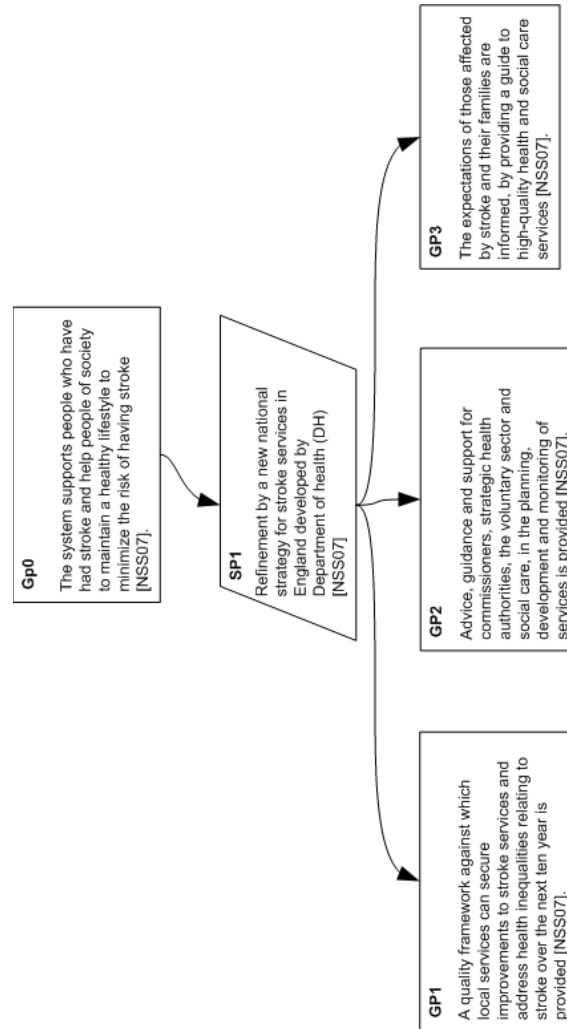 Gp0
The system supports people who have
had stroke and help people of society
to maintain a healthy lifestyle to
minimize the risk of having stroke
[NSS07].
SP1
Refinement by a new national
strategy for stroke services in
England developed by
Department of health (DH)
[NSS07]
GP1
A quality framework against which
local services can secure
improvements to stroke services and
address health inequalities relating to
stroke over the next ten year is
provided [NSS07].
GP2
Advice, guidance and support for
commissioners, strategic health
authorities, the voluntary sector and
social care, in the planning,
development and monitoring of
services is provided [NSS07].
GP3
The expectations of those affected
by stroke and their families are
informed, by providing a guide to
high-quality health and social care
services [NSS07].